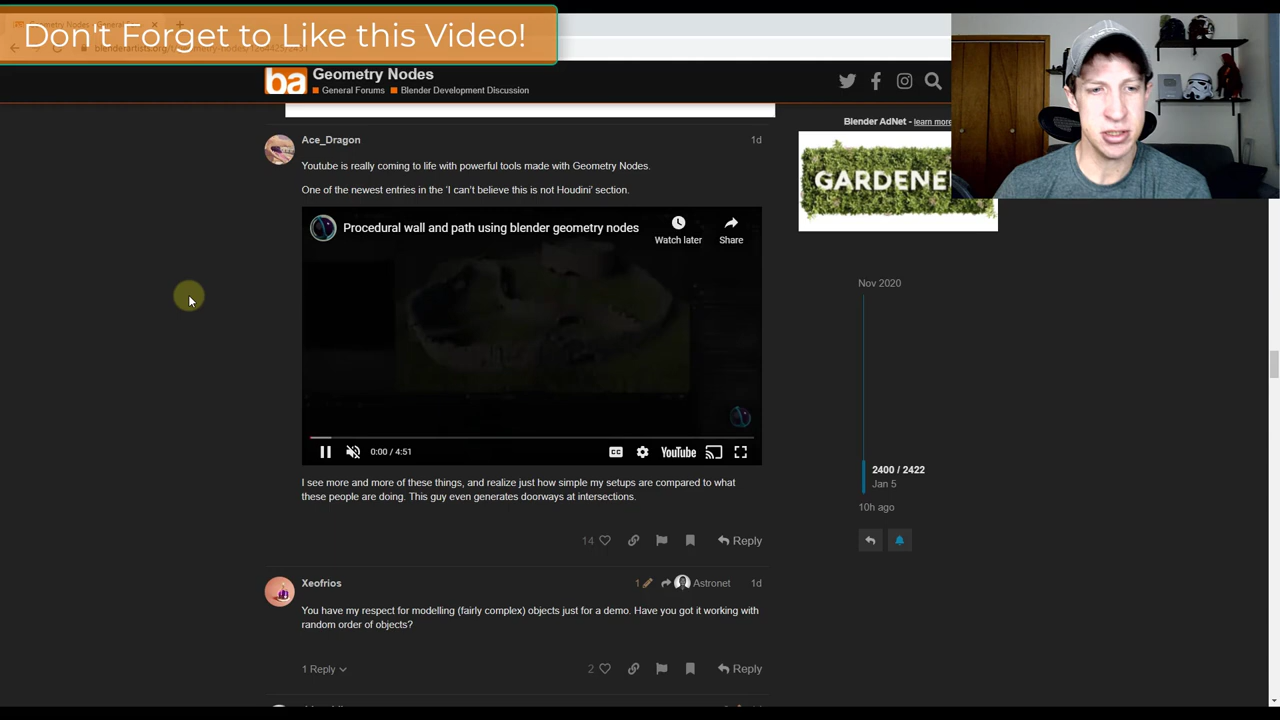 Don't Forget to Like this Video!
ba
Geometry Nodes
General Forums
Blender Development Discussion
Ace_Dragon
1d
Youtube is really coming to life with powerful tools made with Geometry Nodes.
One of the newest entries in the 'I can't believe this is not Houdini' section.
Procedural wall and path using blender geometry nodes
Watch later
Share
0:00 / 4:51
CC
YouTube
I see more and more of these things, and realize just how simple my setups are compared to what
these people are doing. This guy even generates doorways at intersections.
14
Reply
Xeofrios
1
Astronet
1d
You have my respect for modelling (fairly complex) objects just for a demo. Have you got it working with
random order of objects?
1 Reply
2
Reply
Blender AdNet - learn more
GARDENE
Nov 2020
2400 / 2422
Jan 5
10h ago